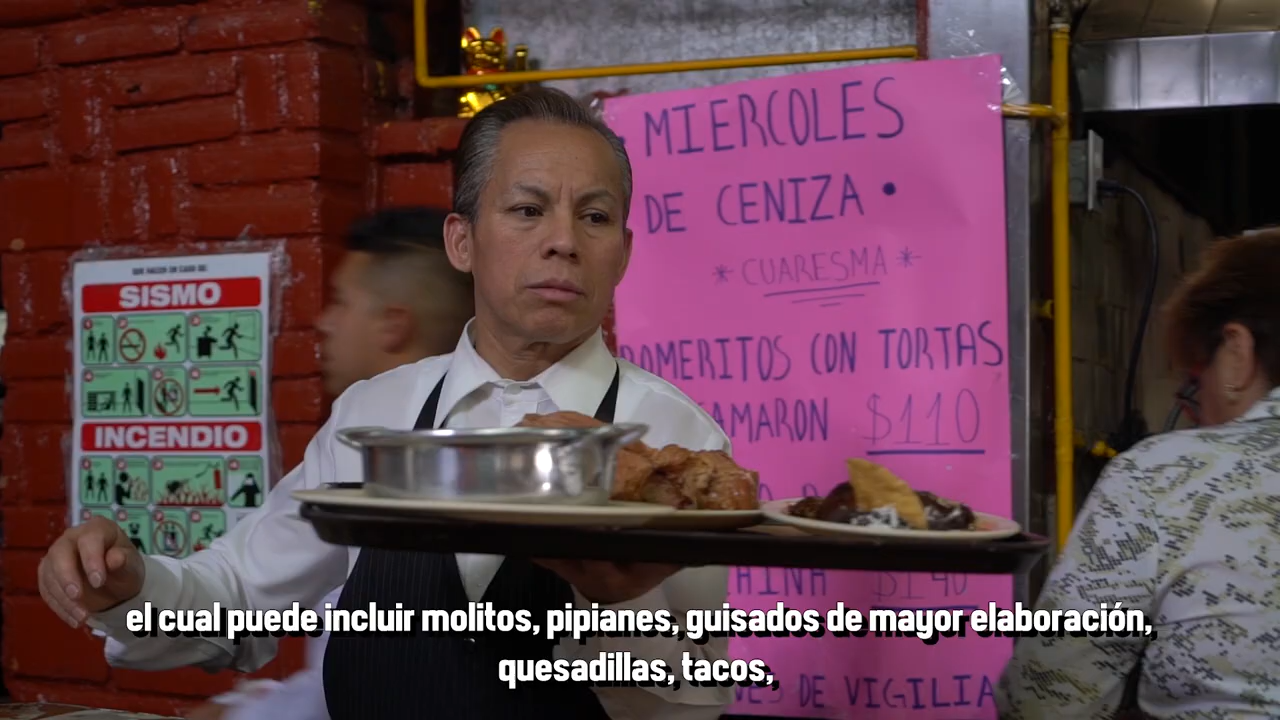 SISMO
INCENDIO
MIERCOLES
DE CENIZA •
* CUARESMA *
ROMERITOS CON TORTAS
CAMARON $110
$140
DE VIGILIA
el cual puede incluir molitos, pipianes, guisados de mayor elaboración,
quesadillas, tacos,